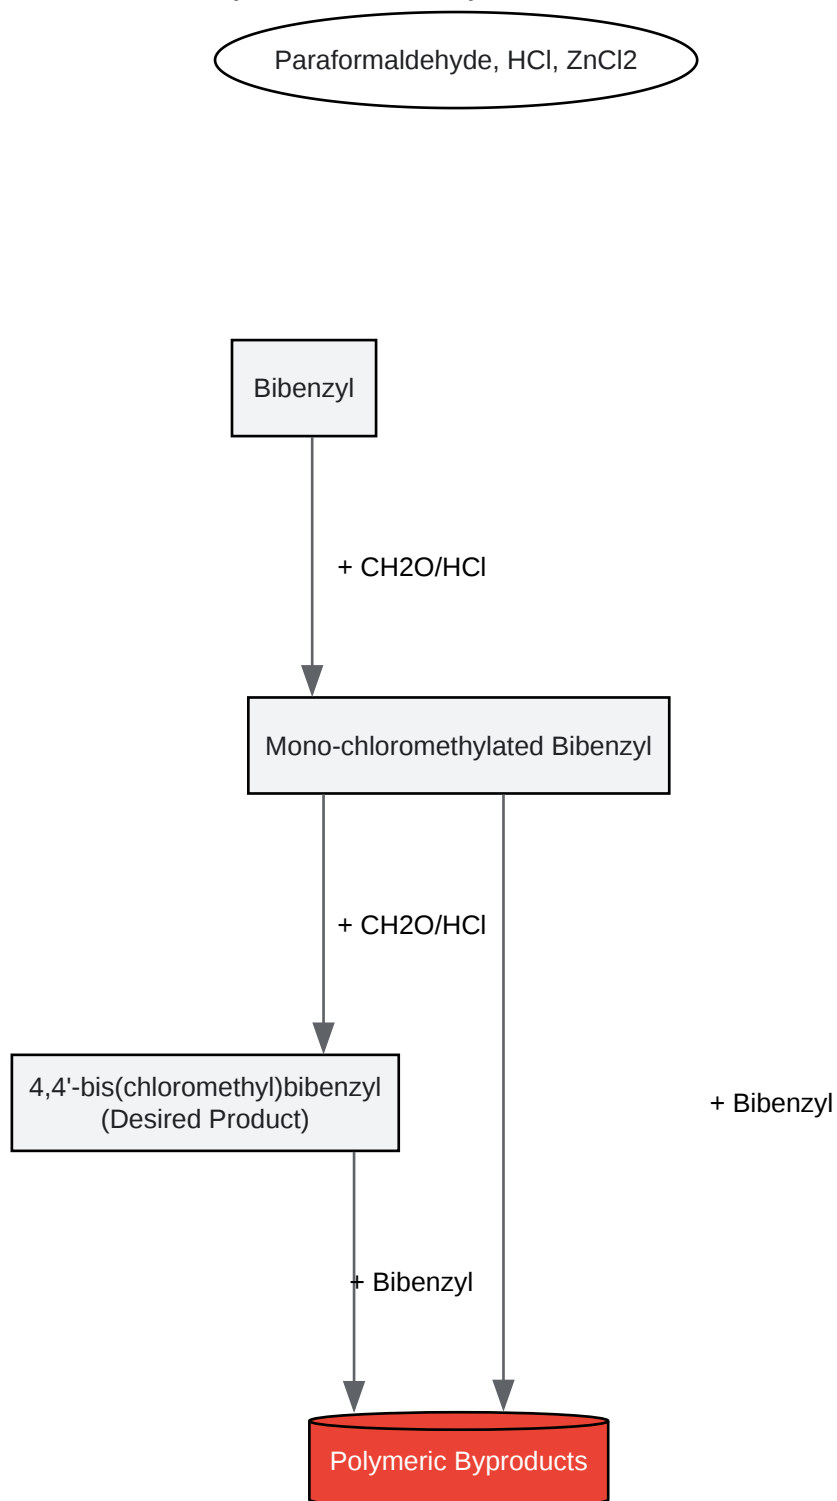 Paraformaldehyde, HCl, ZnCl2
Bibenzyl
+ CH2O/HCl
Mono-chloromethylated Bibenzyl
+ CH2O/HCl
4,4'-bis(chloromethyl)bibenzyl
(Desired Product)
+ Bibenzyl
+ Bibenzyl
Polymeric Byproducts